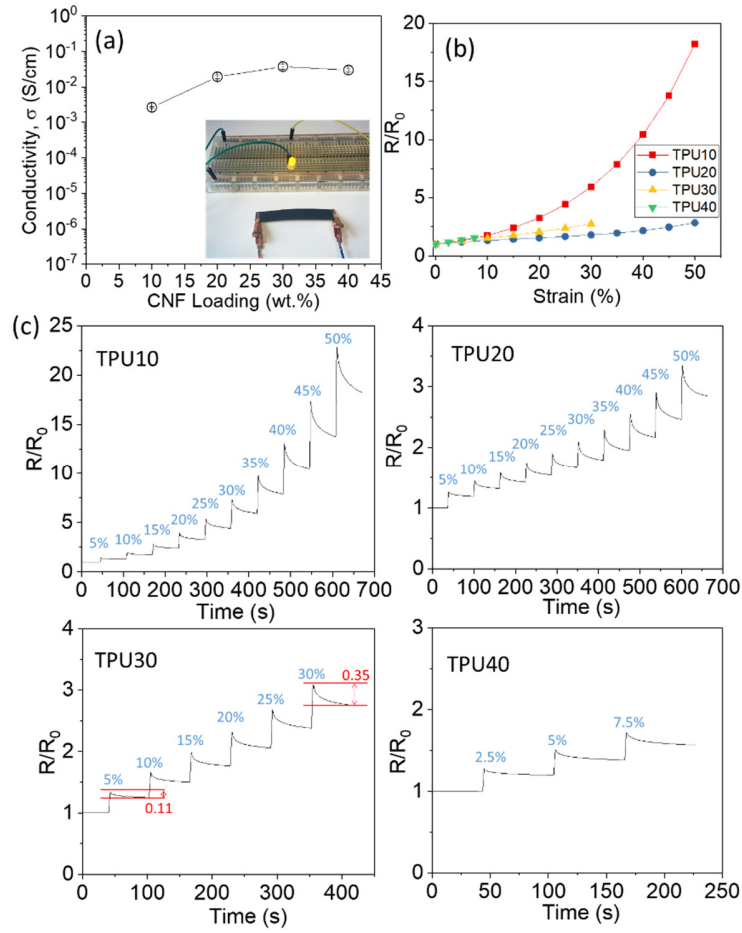 (a)
Conductivity, σ (S/cm)
10⁰
10⁻¹
10⁻²
10⁻³
10⁻⁴
10⁻⁵
10⁻⁶
10⁻⁷
0 5 10 15 20 25 30 35 40 45
CNF Loading (wt.%)
(b)
R/R₀
20
15
10
5
0
TPU10
TPU20
TPU30
TPU40
0 10 20 30 40 50
Strain (%)
(c)
TPU10
R/R₀
25
20
15
10
5
0
5% 10% 15% 20% 25% 30% 35% 40% 45% 50%
0 100 200 300 400 500 600 700
Time (s)
TPU20
R/R₀
4
3
2
1
0
5% 10% 15% 20% 25% 30% 35% 40% 45% 50%
0 100 200 300 400 500 600 700
Time (s)
TPU30
R/R₀
4
3
2
1
0
5% 10% 15% 20% 25% 30%
0.11
0.35
0 100 200 300 400
Time (s)
TPU40
R/R₀
3
2
1
0
2.5% 5% 7.5%
0 50 100 150 200 250
Time (s)